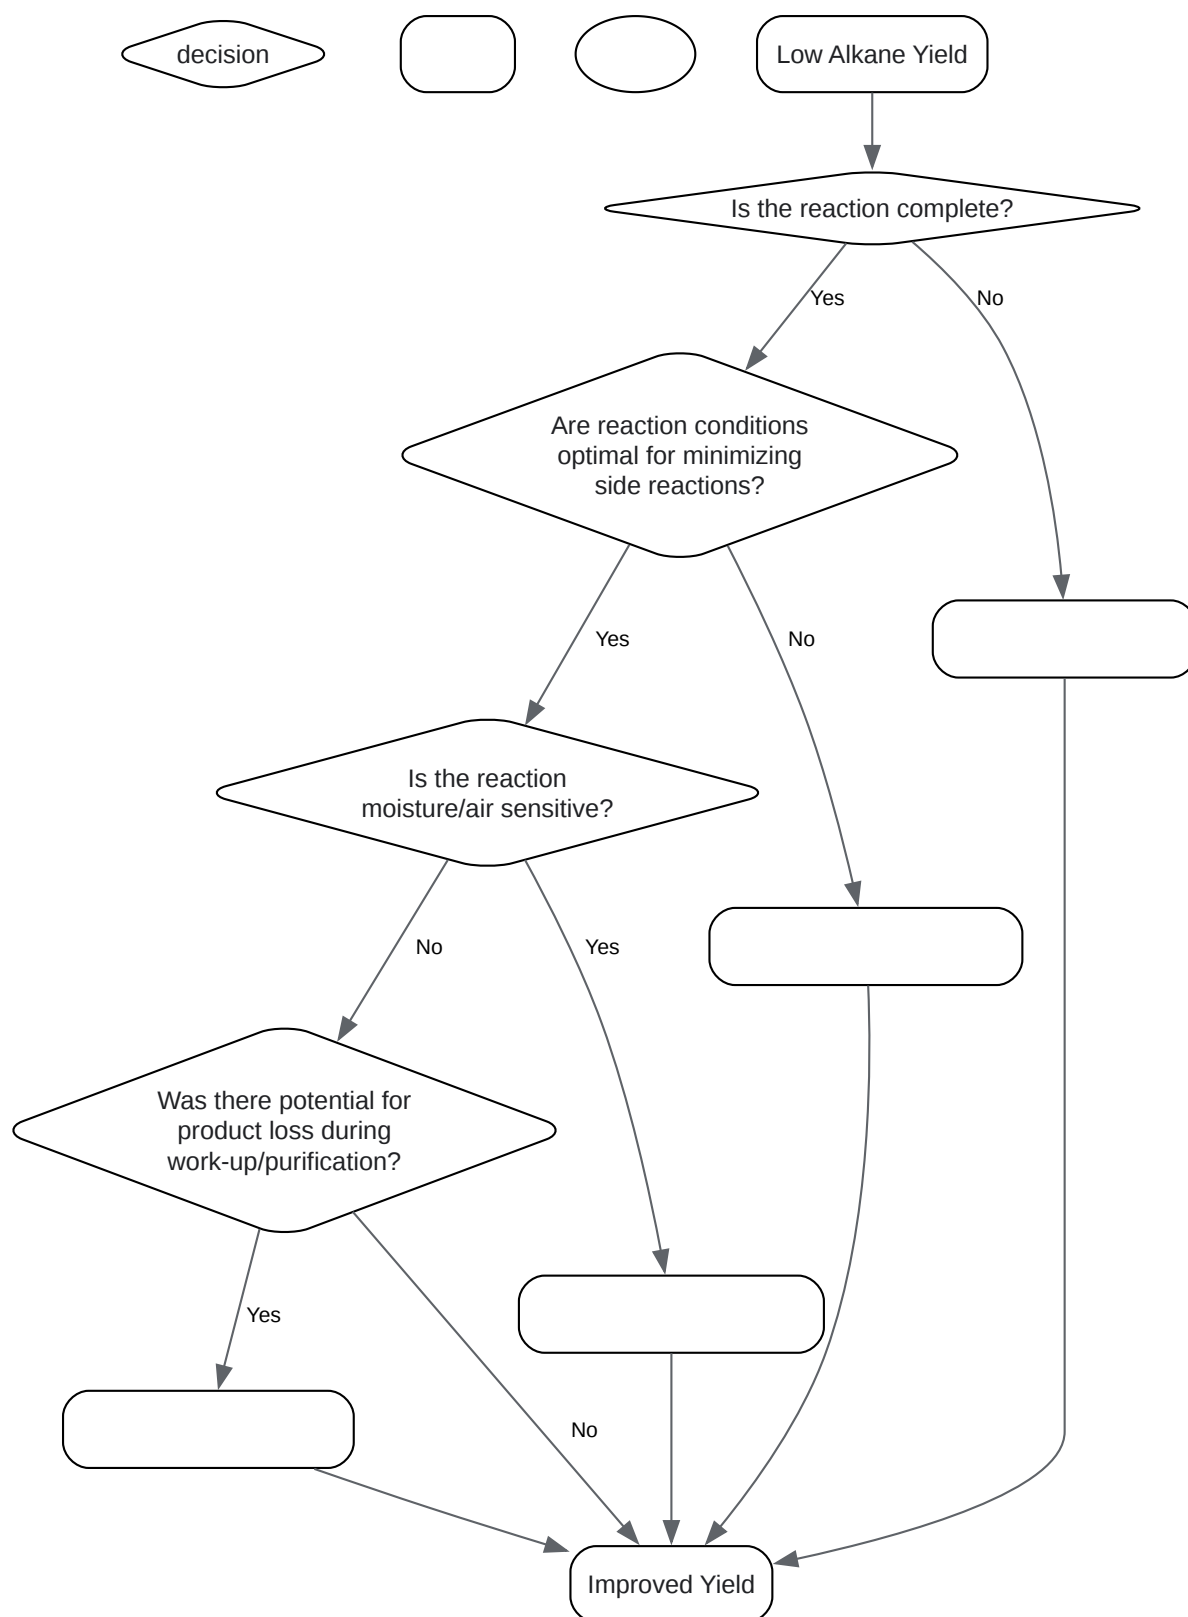 decision
Low Alkane Yield
Is the reaction complete?
Yes
No
Are reaction conditions
optimal for minimizing
side reactions?
Yes
No
Is the reaction
moisture/air sensitive?
No
Yes
Was there potential for
product loss during
work-up/purification?
Yes
No
Improved Yield